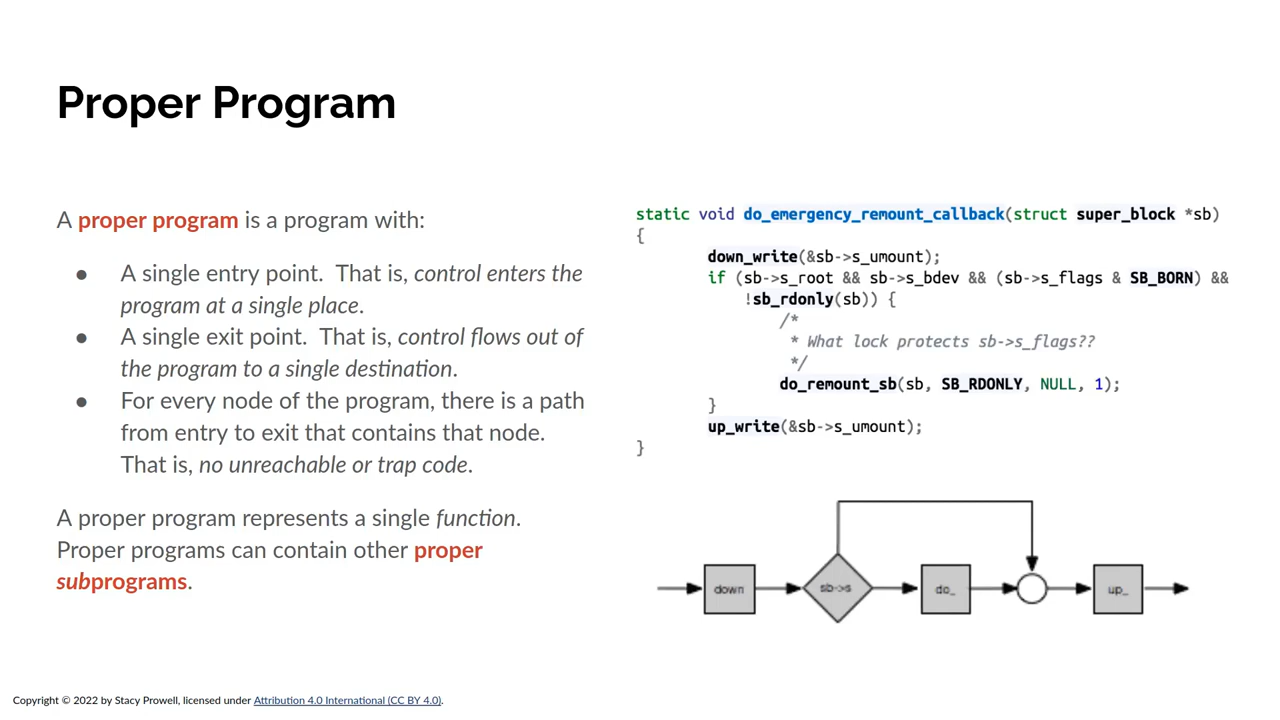 Proper Program
A proper program is a program with:
● A single entry point.  That is, control enters the
program at a single place.
● A single exit point.  That is, control flows out of
the program to a single destination.
● For every node of the program, there is a path
from entry to exit that contains that node.
That is, no unreachable or trap code.
A proper program represents a single function.
Proper programs can contain other proper
subprograms.
static void do_emergency_remount_callback(struct super_block *sb)
{
        down_write(&sb->s_umount);
        if (sb->s_root && sb->s_bdev && (sb->s_flags & SB_BORN) &&
            !sb_rdonly(sb)) {
                /*
                 * What lock protects sb->s_flags??
                 */
                do_remount_sb(sb, SB_RDONLY, NULL, 1);
        }
        up_write(&sb->s_umount);
}
down sb->s do_ up_
Copyright © 2022 by Stacy Prowell, licensed under Attribution 4.0 International (CC BY 4.0).